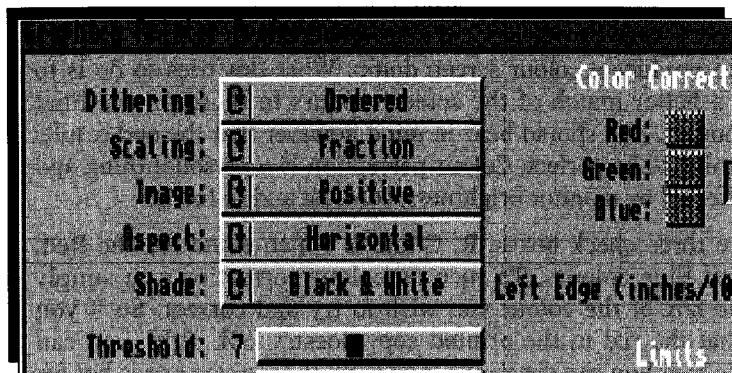 Color Correct
Dithering: Ordered
Scaling: Fraction
Red:
Image: Positive
Green:
Blue:
Aspect: Horizontal
Shade: Black & White
Left Edge (inches/10
Threshold: 7
Limits